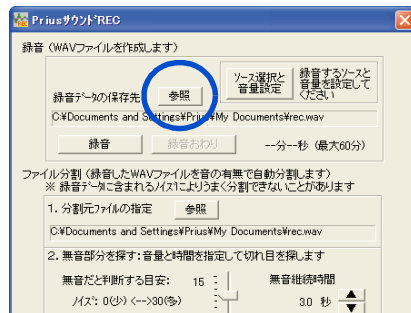 PriusサウンドREC
録音（WAVファイルを作成します）
ソース選択と音量設定
録音するソースと音量を設定してください
録音データの保存先
参照
C:¥Documents and Settings¥Prius¥My Documents¥rec.wav
録音
録音おわり
--分--秒（最大60分）
ファイル分割（録音したWAVファイルを音の有無で自動分割します）
※ 録音データに含まれるノイズによりうまく分割できないことがあります
1. 分割元ファイルの指定
参照
C:¥Documents and Settings¥Prius¥My Documents¥rec.wav
2. 無音部分を探す：音量と時間を指定して切れ目を探します
無音だと判断する目安: 15
無音継続時間
ノイズ: 0(少) <-->30(多)
3.0 秒